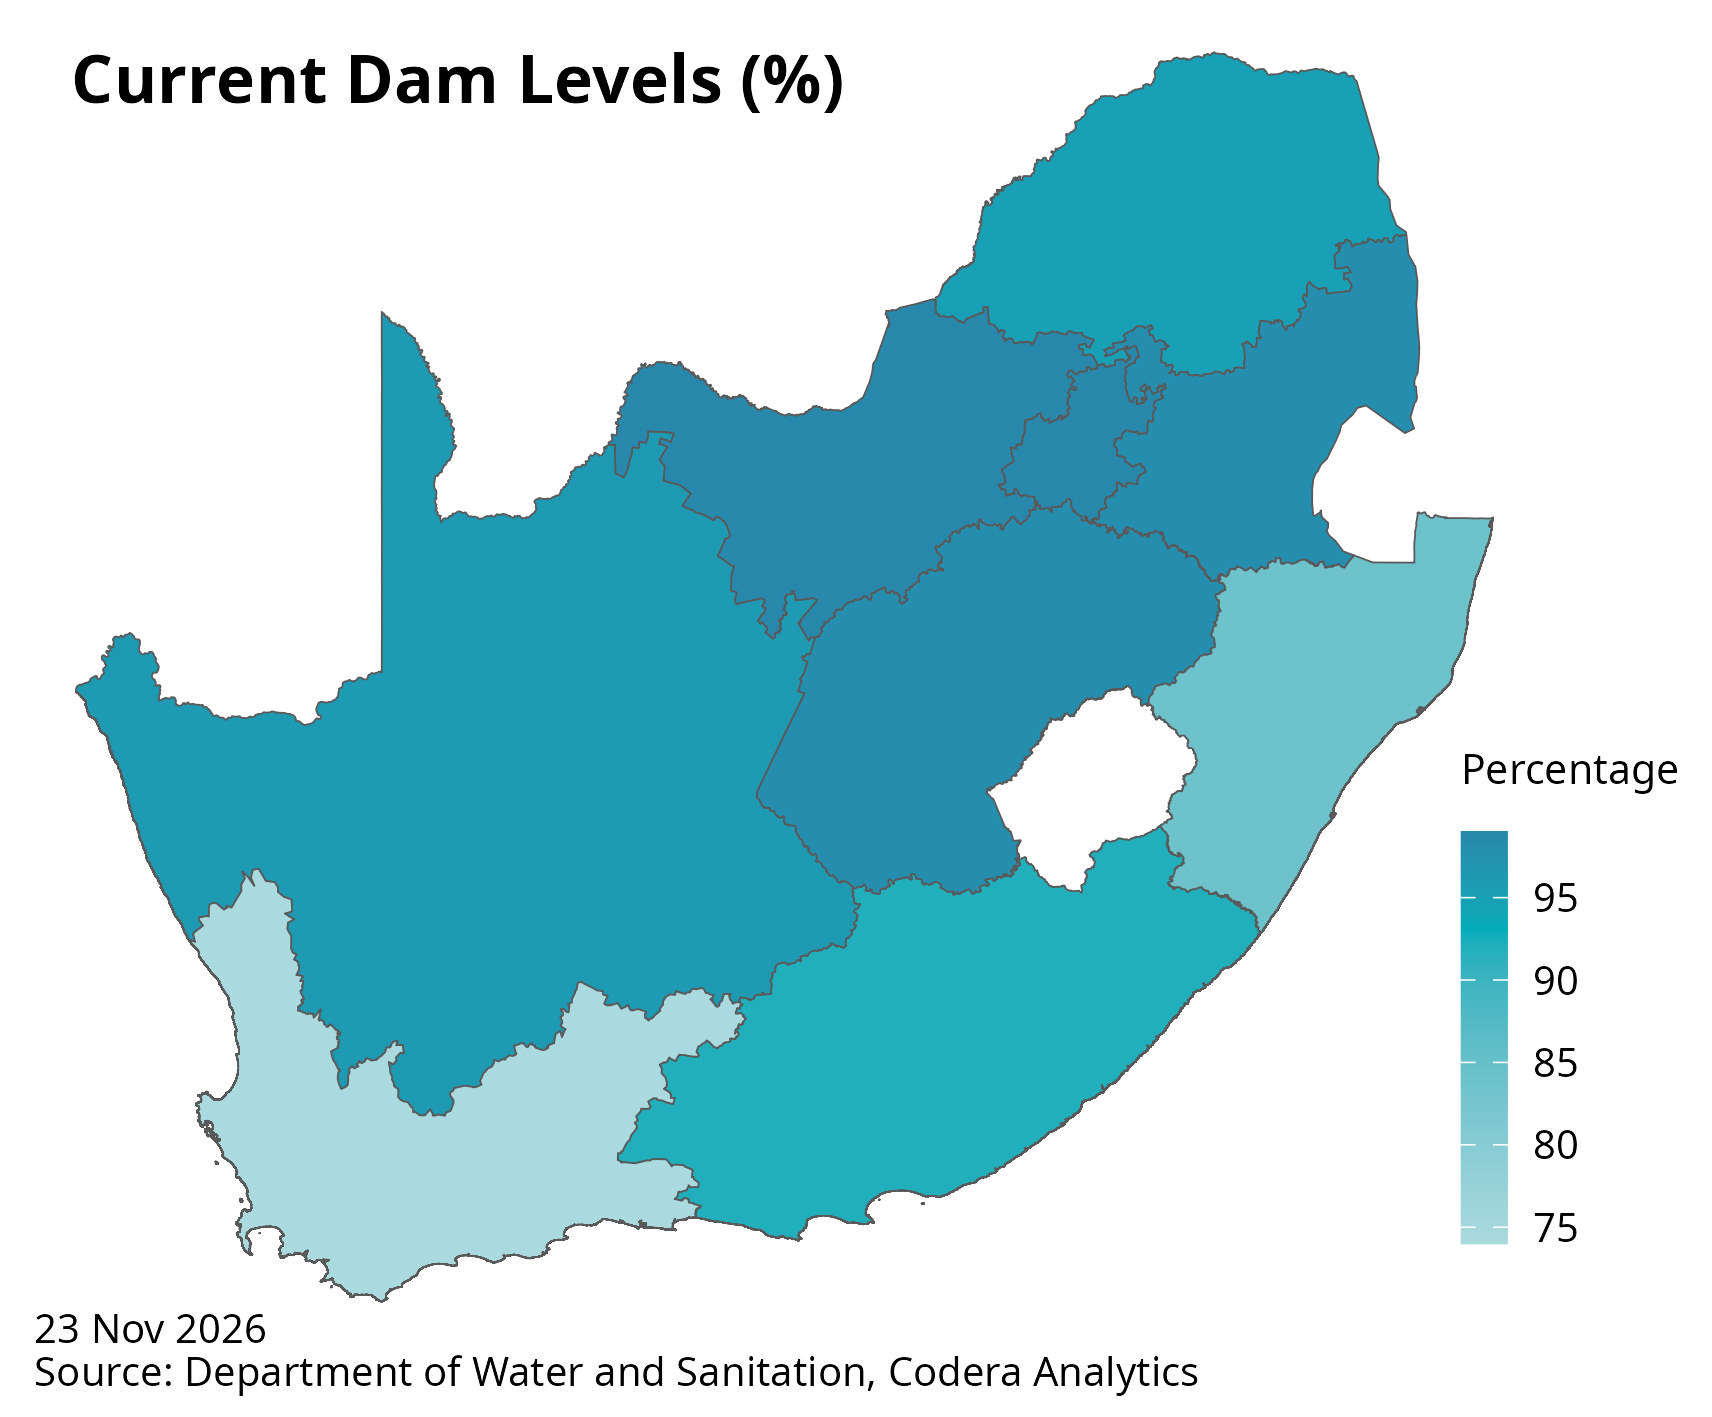 Current Dam Levels (%)
Percentage
95
90
85
80
75
23 Nov 2026
Source: Department of Water and Sanitation, Codera Analytics